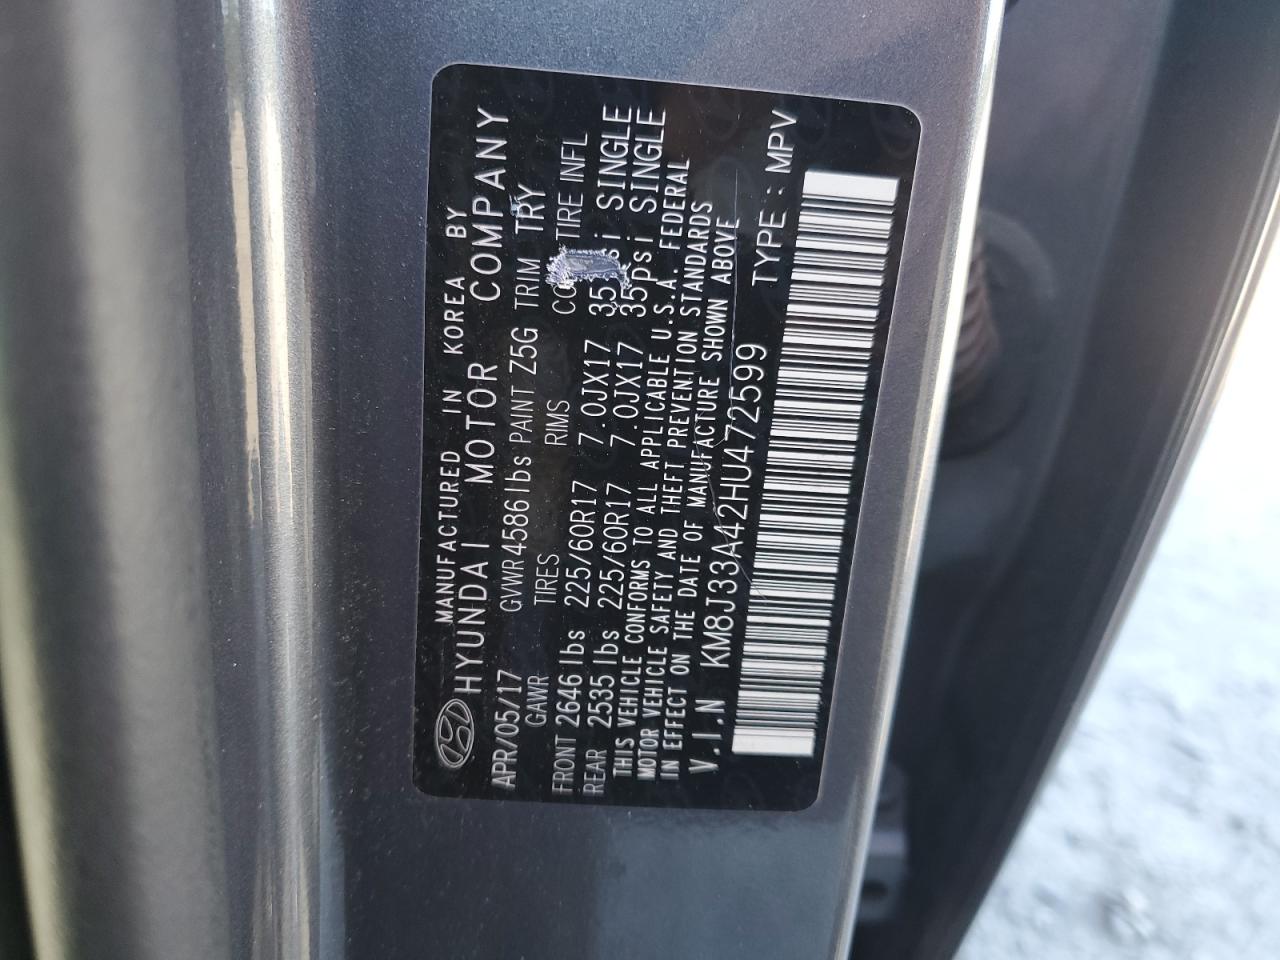 MANUFACTURED IN KOREA BY
HYUNDAI MOTOR COMPANY
APR/05/17 GVWR 4586lbs PAINT Z5G TRIM TRY
GAWR TIRES RIMS TIRE INFL
FRONT 2646 lbs 225/60R17 7.0JX17 35 SINGLE
REAR 2535 lbs 225/60R17 7.0JX17 35psi SINGLE
THIS VEHICLE CONFORMS TO ALL APPLICABLE U.S.A. FEDERAL
MOTOR VEHICLE SAFETY AND THEFT PREVENTION STANDARDS
IN EFFECT ON THE DATE OF MANUFACTURE SHOWN ABOVE
V.I.N KM8J33A42HU472599 TYPE : MPV